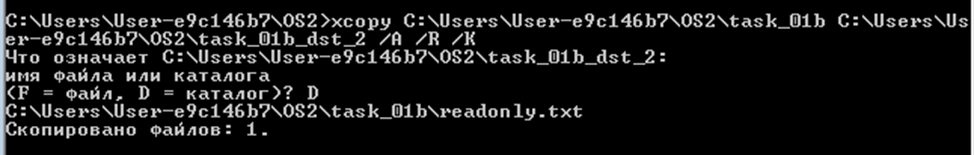 C:\Users\User-e9c146b7\OS2>xcopy C:\Users\User-e9c146b7\OS2\task_01b C:\Users\Us
er-e9c146b7\OS2\task_01b_dst_2 /A /R /K
Что означает C:\Users\User-e9c146b7\OS2\task_01b_dst_2:
имя файла или каталога
(F = файл, D = каталог)? D
C:\Users\User-e9c146b7\OS2\task_01b\readonly.txt
Скопировано файлов: 1.